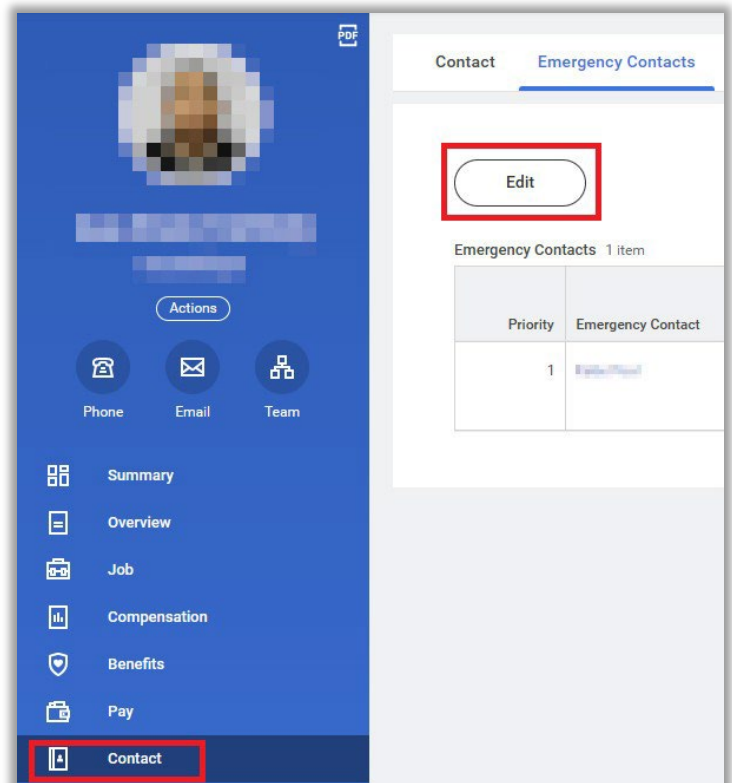 PDF
Actions
Phone Email Team
Summary
Overview
Job
Compensation
Benefits
Pay
Contact
Contact Emergency Contacts
Edit
Emergency Contacts 1 item
Priority Emergency Contact
1